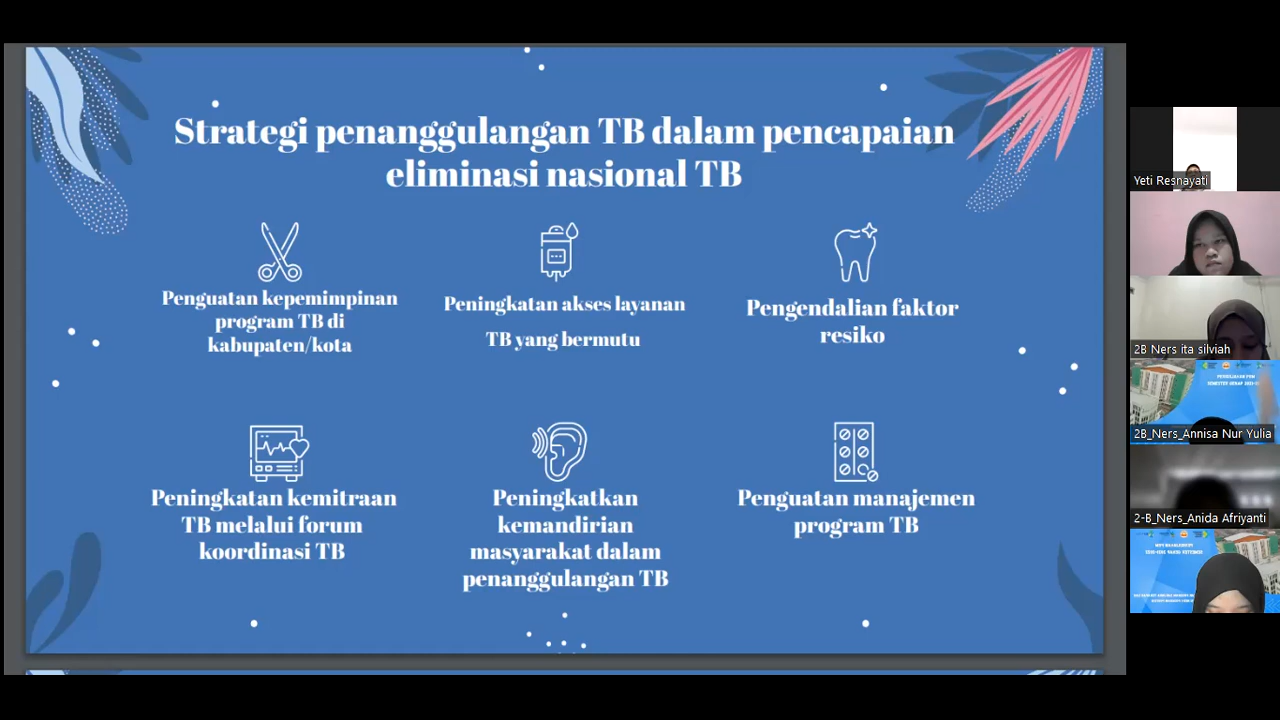 Strategi penanggulangan TB dalam pencapaian
eliminasi nasional TB
Penguatan kepemimpinan
program TB di
kabupaten/kota
Peningkatan akses layanan
TB yang bermutu
Pengendalian faktor
resiko
Peningkatan kemitraan
TB melalui forum
koordinasi TB
Peningkatkan
kemandirian
masyarakat dalam
penanggulangan TB
Penguatan manajemen
program TB
Yeti Resnayati
2B Ners ita silviah
2B_Ners_Annisa Nur Yulia
2-B_Ners_Anida Afriyanti